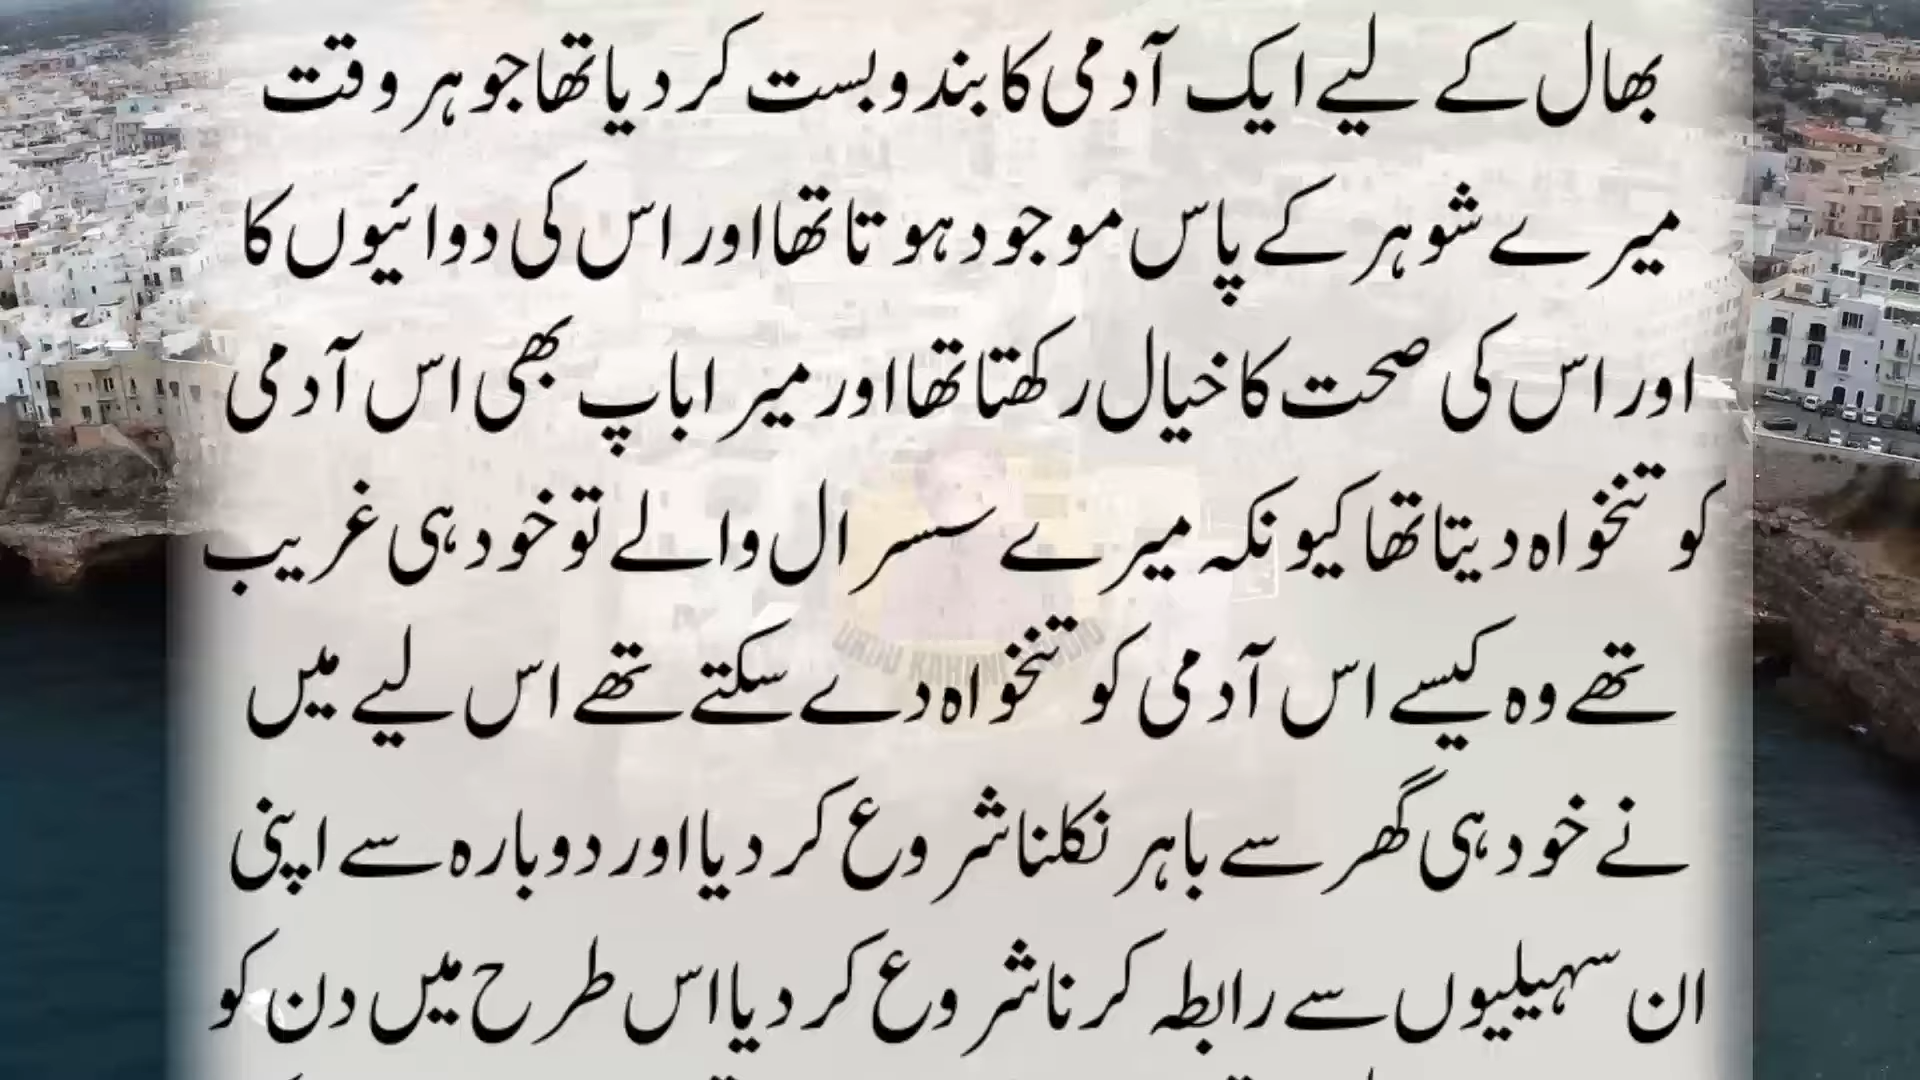 بھال کے لیے ایک آدمی کا بندوبست کر دیا تھا جو ہر وقت
میرے شوہر کے پاس موجود ہوتا تھا اور اس کی دوائیوں کا
اور اس کی صحت کا خیال رکھتا تھا اور میرا باپ بھی اس آدمی
کو تنخواہ دیتا تھا کیونکہ میرے سسرال والے تو خود ہی غریب
تھے وہ کیسے اس آدمی کو تنخواہ دے سکتے تھے اس لیے میں
نے خود ہی گھر سے باہر نکلنا شروع کر دیا اور دوبارہ سے اپنی
ان سہیلیوں سے رابطہ کرنا شروع کر دیا اس طرح میں دن کو
URDU KAHANI